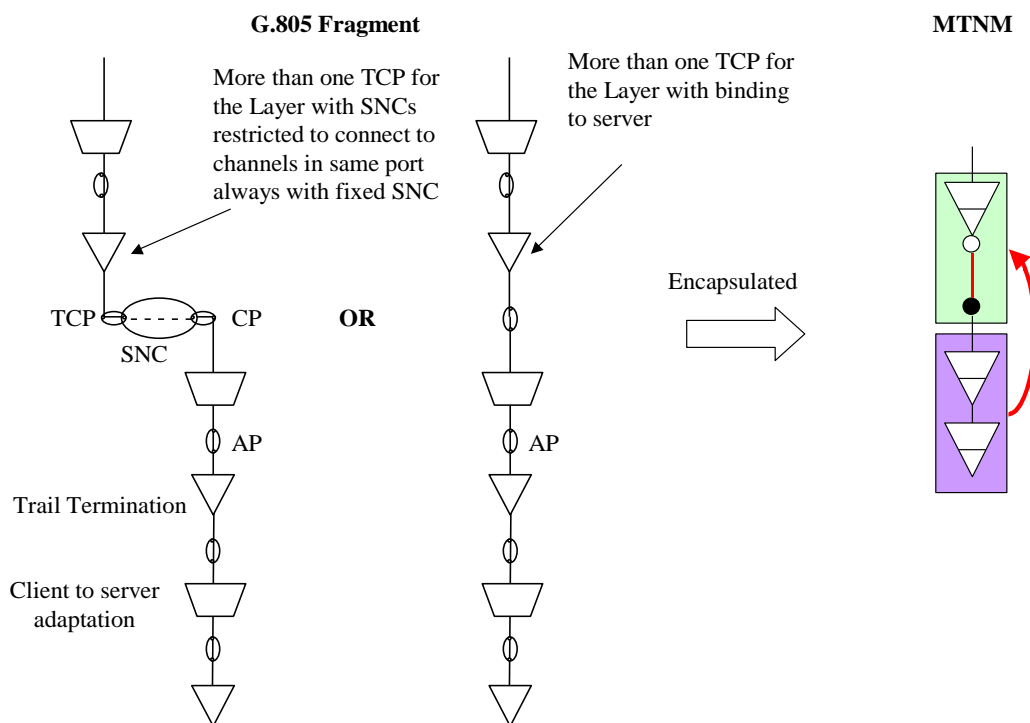 G.805 Fragment
MTNM
More than one TCP for
the Layer with SNCs
restricted to connect to
channels in same port
always with fixed SNC
More than one TCP for
the Layer with binding
to server
Encapsulated
TCP
CP
OR
SNC
AP
AP
Trail Termination
Client to server
adaptation